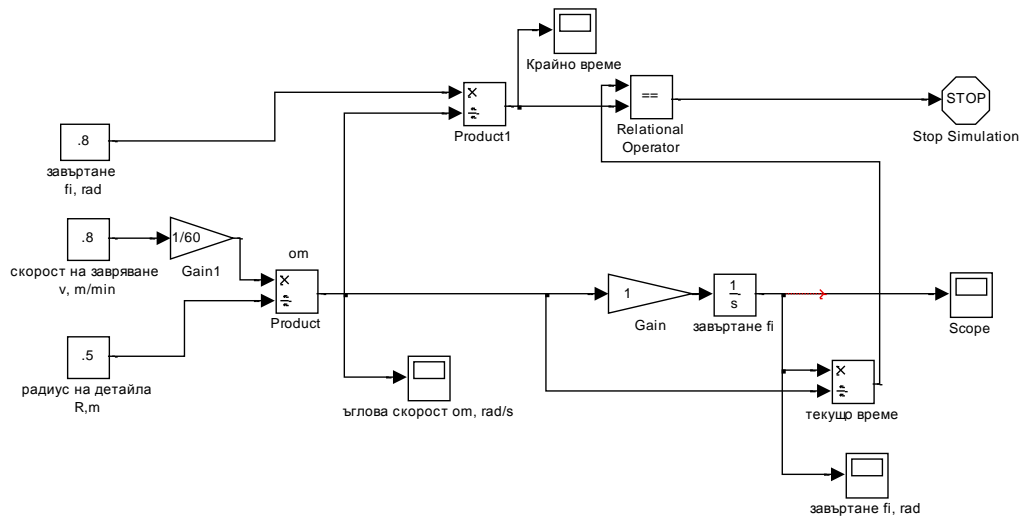 Крайно време
==
STOP
Product1
Relational
Operator
Stop Simulation
.8
завъртане
fi, rad
.8
1/60
om
скорост на завряване
v, m/min
Gain1
1
1
s
Product
Gain
завъртане fi
Scope
.5
радиус на детайла
R,m
ъглова скорост om, rad/s
текущо време
завъртане fi, rad